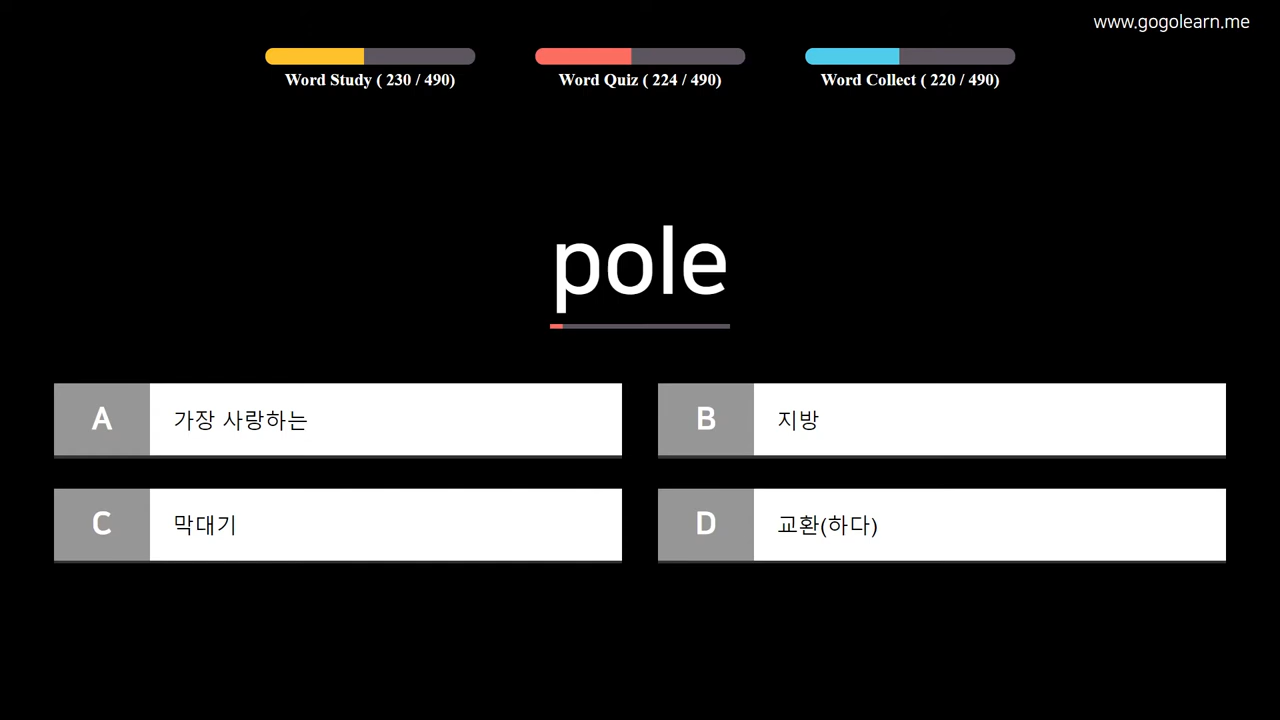 www.gogolearn.me
Word Study ( 230 / 490)
Word Quiz ( 224 / 490)
Word Collect ( 220 / 490)
pole
A 가장 사랑하는
B 지방
C 막대기
D 교환(하다)